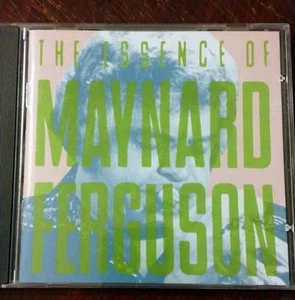 THE ESSENCE OF
MAYNARD
FERGUSON